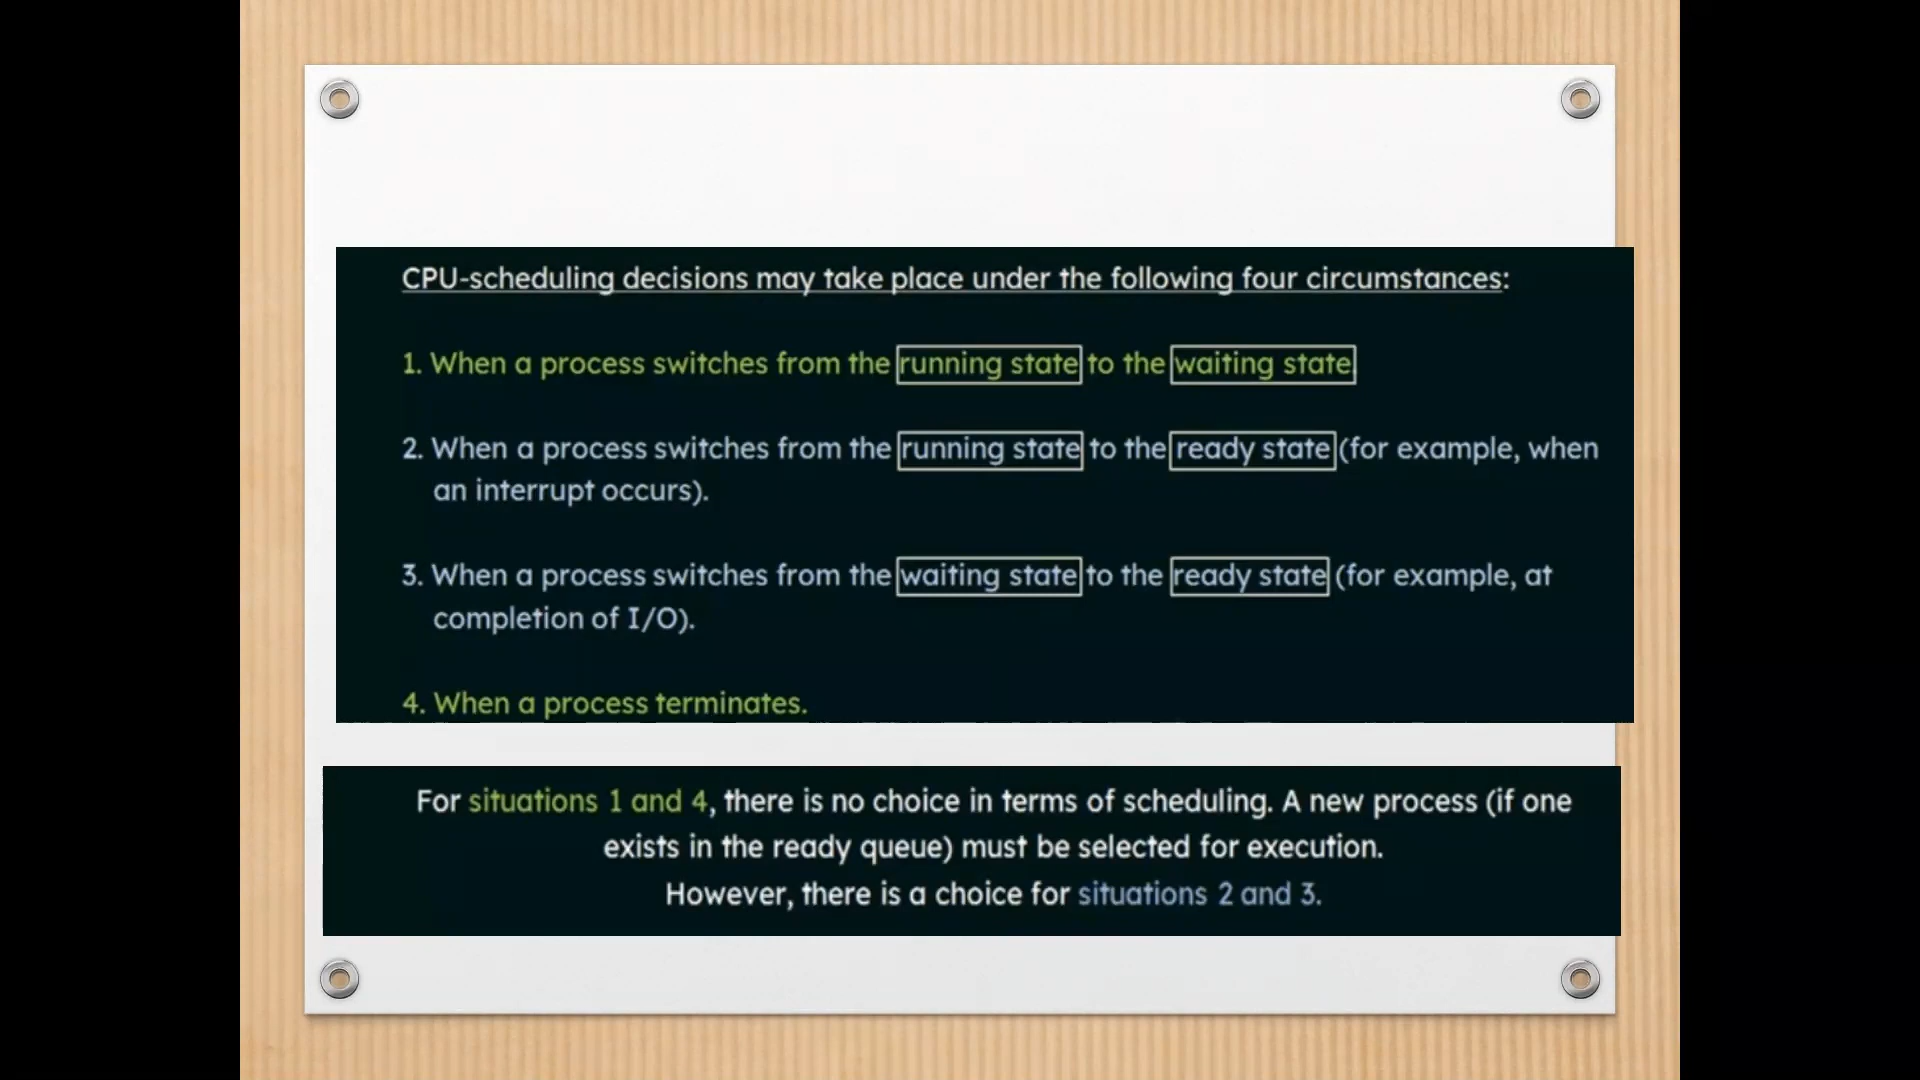 CPU-scheduling decisions may take place under the following four circumstances:
1. When a process switches from the running state to the waiting state.
2. When a process switches from the running state to the ready state (for example, when
an interrupt occurs).
3. When a process switches from the waiting state to the ready state (for example, at
completion of I/O).
4. When a process terminates.
For situations 1 and 4, there is no choice in terms of scheduling. A new process (if one
exists in the ready queue) must be selected for execution.
However, there is a choice for situations 2 and 3.